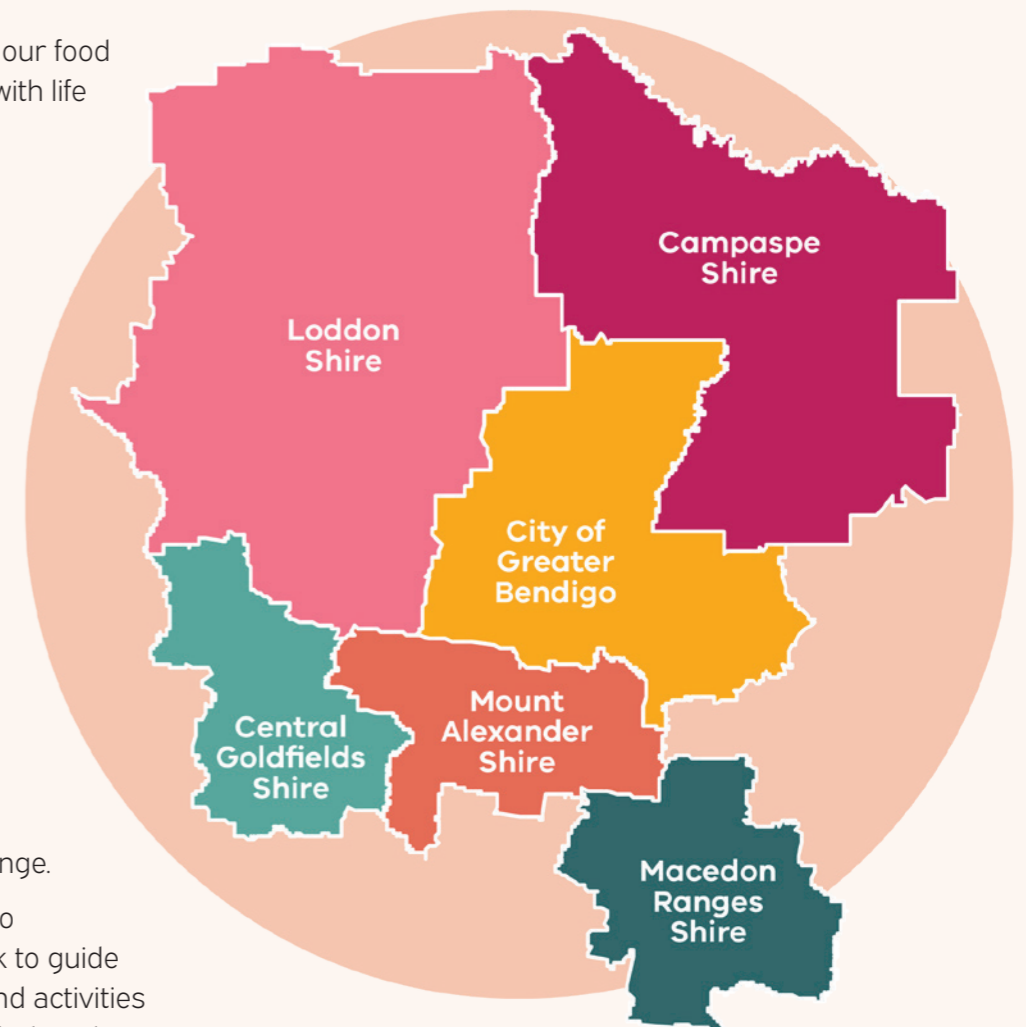 our food
with life
Campaspe
Shire
Loddon
Shire
City of
Greater
Bendigo
Mount
Alexander
Shire
Central
Goldfields
Shire
Macedon
Ranges
Shire
nge.
to guide
nd activities